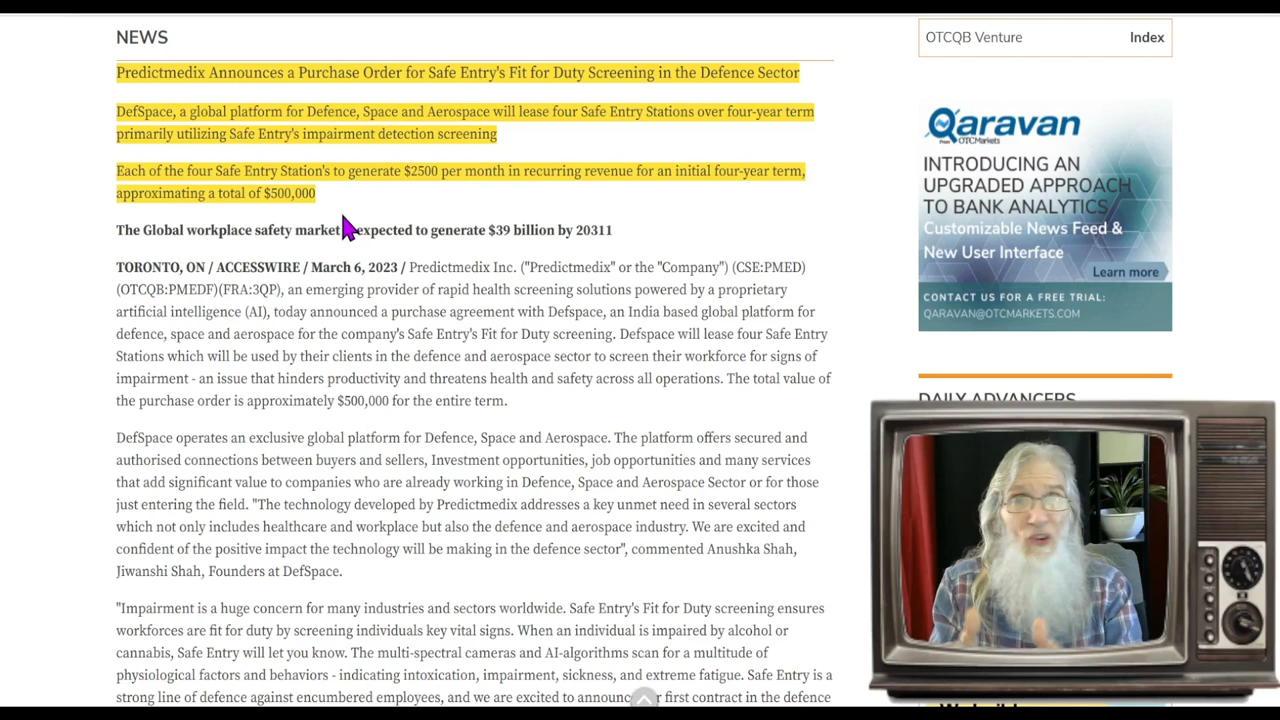 NEWS
Predictmedix Announces a Purchase Order for Safe Entry's Fit for Duty Screening in the Defence Sector
DefSpace, a global platform for Defence, Space and Aerospace will lease four Safe Entry Stations over four-year term
primarily utilizing Safe Entry's impairment detection screening
Each of the four Safe Entry Station's to generate $2500 per month in recurring revenue for an initial four-year term,
approximating a total of $500,000
The Global workplace safety market expected to generate $39 billion by 20311
TORONTO, ON / ACCESSWIRE / March 6, 2023 / Predictmedix Inc. ("Predictmedix" or the "Company") (CSE:PMED)
(OTCQB:PMEDF)(FRA:3QP), an emerging provider of rapid health screening solutions powered by a proprietary
artificial intelligence (AI), today announced a purchase agreement with Defspace, an India based global platform for
defence, space and aerospace for the company's Safe Entry's Fit for Duty screening. Defspace will lease four Safe Entry
Stations which will be used by their clients in the defence and aerospace sector to screen their workforce for signs of
impairment - an issue that hinders productivity and threatens health and safety across all operations. The total value of
the purchase order is approximately $500,000 for the entire term.
DefSpace operates an exclusive global platform for Defence, Space and Aerospace. The platform offers secured and
authorised connections between buyers and sellers, Investment opportunities, job opportunities and many services
that add significant value to companies who are already working in Defence, Space and Aerospace Sector or for those
just entering the field. "The technology developed by Predictmedix addresses a key unmet need in several sectors
which not only includes healthcare and workplace but also the defence and aerospace industry. We are excited and
confident of the positive impact the technology will be making in the defence sector", commented Anushka Shah,
Jiwanshi Shah, Founders at DefSpace.
"Impairment is a huge concern for many industries and sectors worldwide. Safe Entry's Fit for Duty screening ensures
workforces are fit for duty by screening individuals key vital signs. When an individual is impaired by alcohol or
cannabis, Safe Entry will let you know. The multi-spectral cameras and AI-algorithms scan for a multitude of
physiological factors and behaviors - indicating intoxication, impairment, sickness, and extreme fatigue. Safe Entry is a
strong line of defence against encumbered employees, and we are excited to announc r first contract in the defence
OTCQB Venture Index
Qaravan
From OTCMarkets
INTRODUCING AN
UPGRADED APPROACH
TO BANK ANALYTICS
Customizable News Feed &
New User Interface
Learn more
CONTACT US FOR A FREE TRIAL:
QARAVAN@OTCMARKETS.COM
DAILY ADVANCERS